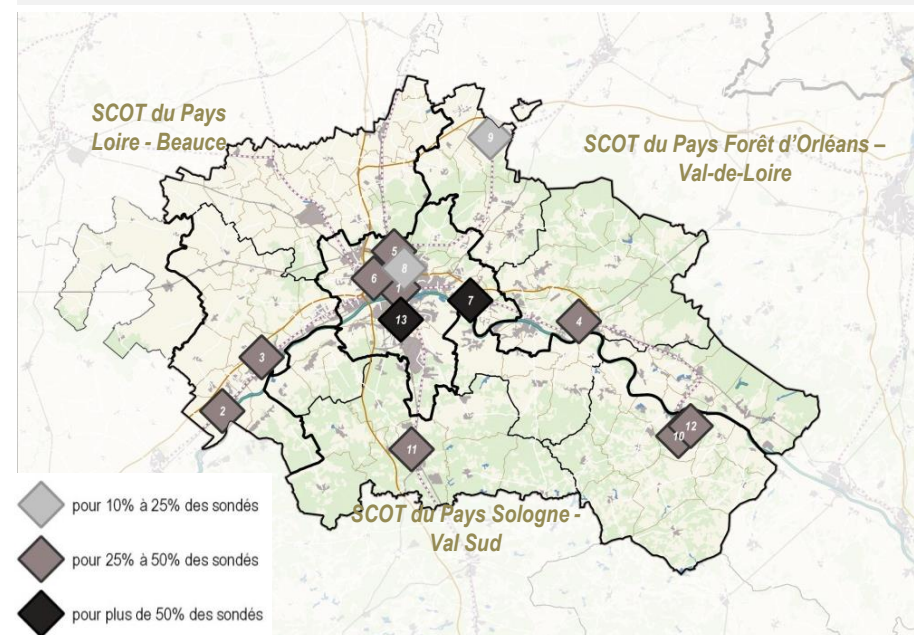 SCOT du Pays
Loire - Beauce
9
SCOT du Pays Forêt d'Orléans –
Val-de-Loire
5
8
6
1
7
13
4
3
2
12
10
11
SCOT du Pays Sologne -
Val Sud
pour 10% à 25% des sondés
pour 25% à 50% des sondés
pour plus de 50% des sondés